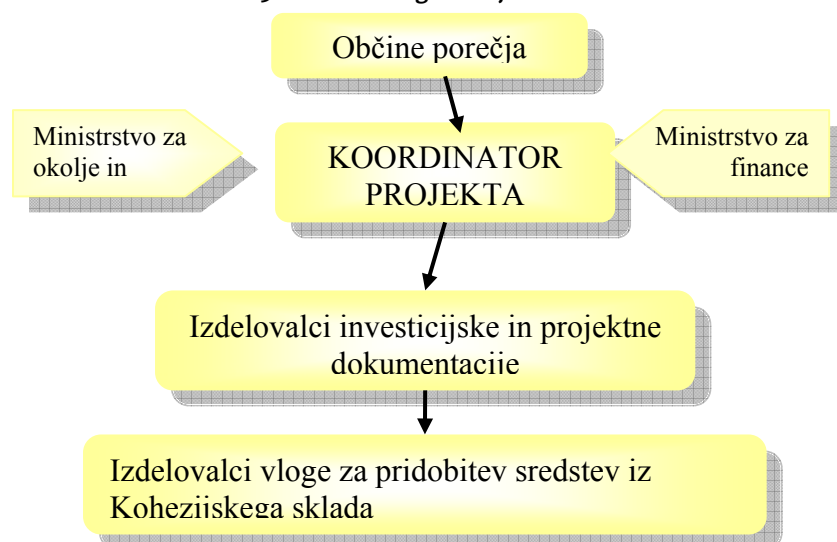 Občine porečja
Ministrstvo za
okolje in
KOORDINATOR
PROJEKTA
Ministrstvo za
finance
Izdelovalci investicijske in projektne
dokumentacije
Izdelovalci vloge za pridobitev sredstev iz
Kohezijskega sklada